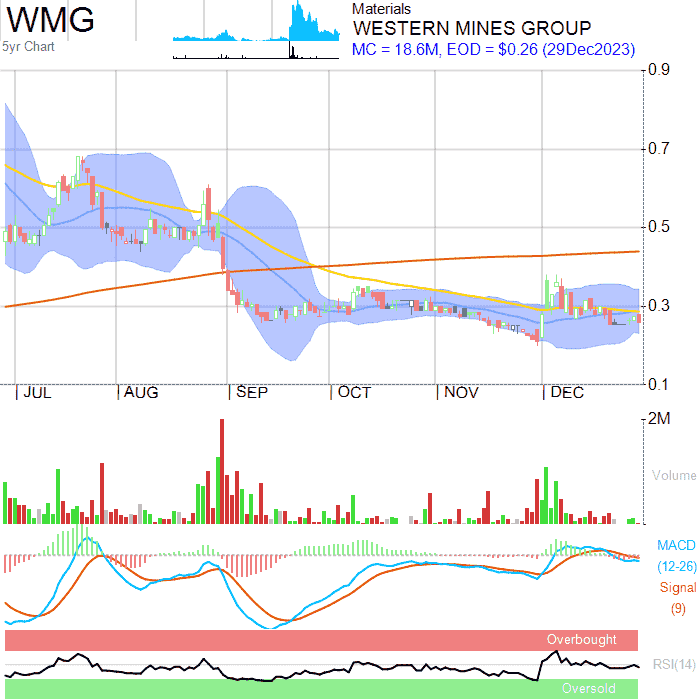 WMG
5yr Chart
Materials
WESTERN MINES GROUP
MC = 18.6M, EOD = $0.26 (29Dec2023)
0.9
0.7
0.5
0.3
0.1
JUL AUG SEP OCT NOV DEC
2M
Volume
MACD
(12-26)
Signal
(9)
Overbought
RSI(14)
Oversold